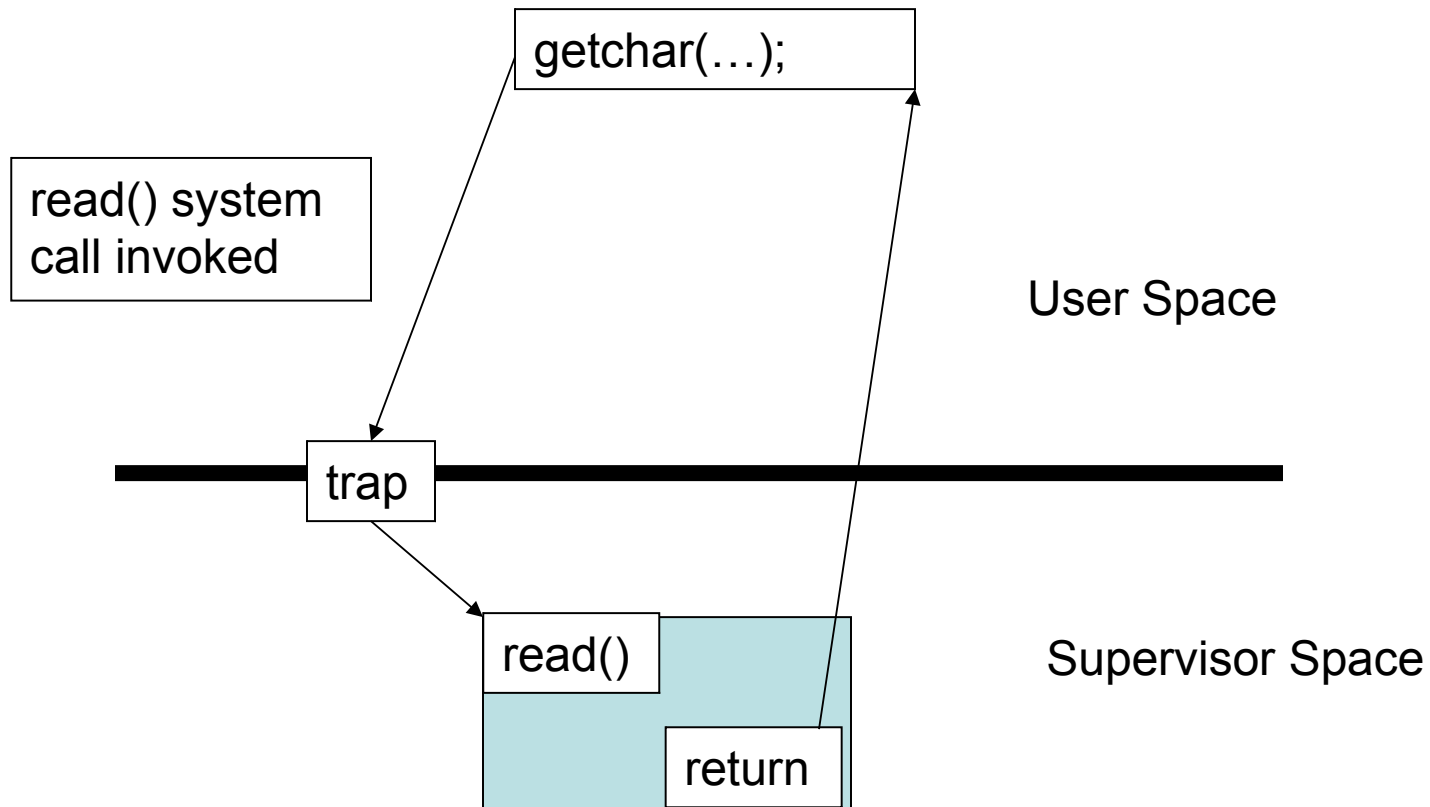 getchar(…);
read() system
call invoked
User Space
trap
read()
Supervisor Space
return